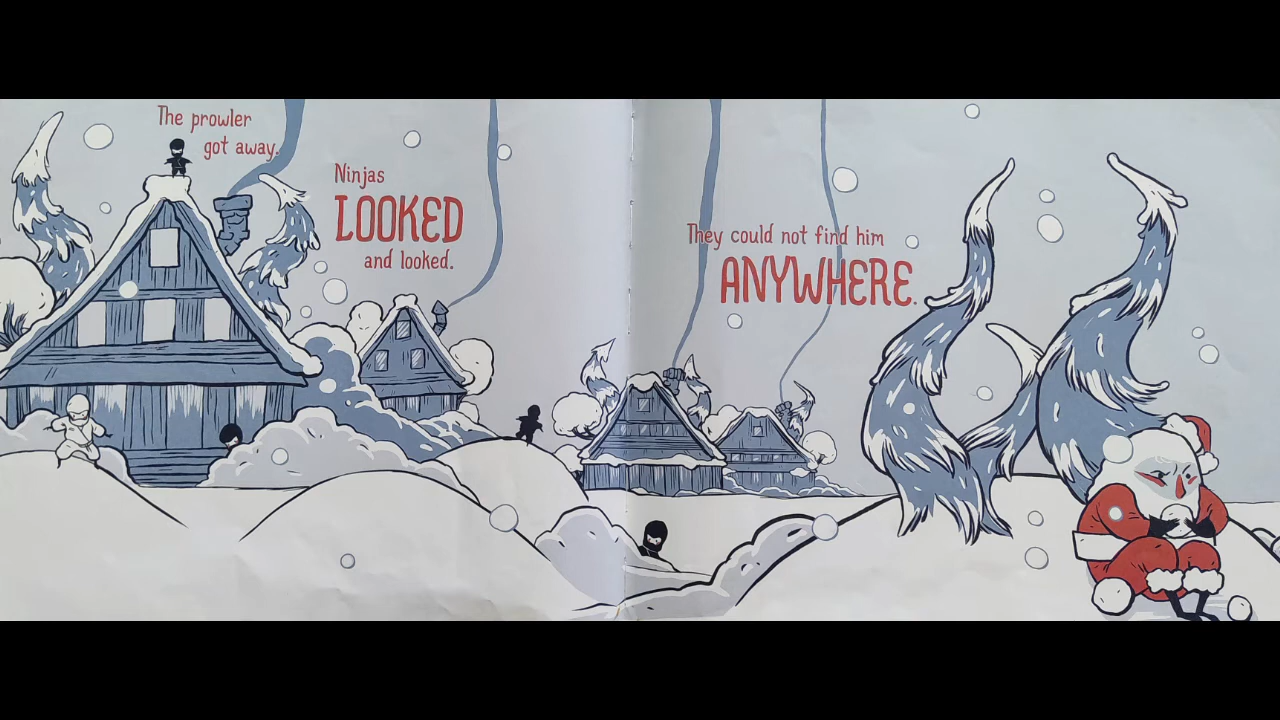 The prowler
got away.
Ninjas
LOOKED
and looked.
They could not find him
ANYWHERE.